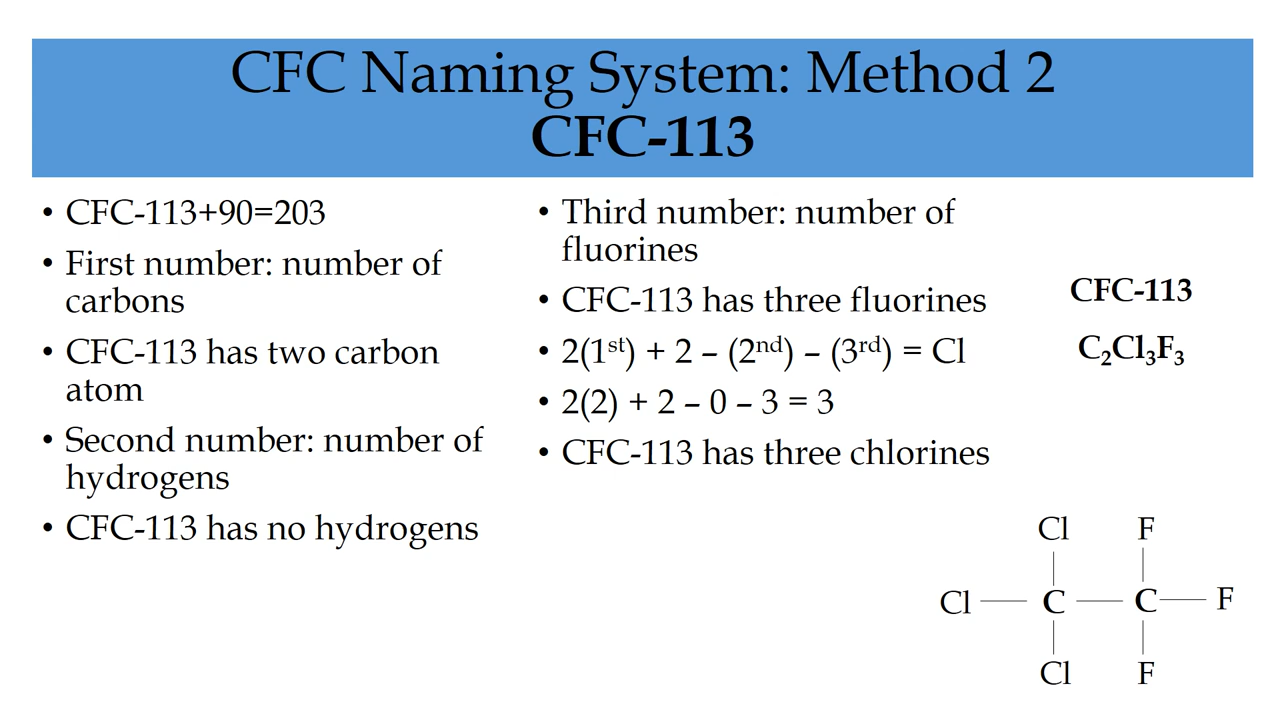 CFC Naming System: Method 2
CFC-113
• CFC-113+90=203
• First number: number of
carbons
• CFC-113 has two carbon
atom
• Second number: number of
hydrogens
• CFC-113 has no hydrogens
• Third number: number of
fluorines
• CFC-113 has three fluorines
• 2(1ˢᵗ) + 2 – (2ⁿᵈ) – (3ʳᵈ) = Cl
• 2(2) + 2 – 0 – 3 = 3
• CFC-113 has three chlorines
CFC-113
C₂Cl₃F₃
Cl F
Cl C C F
Cl F